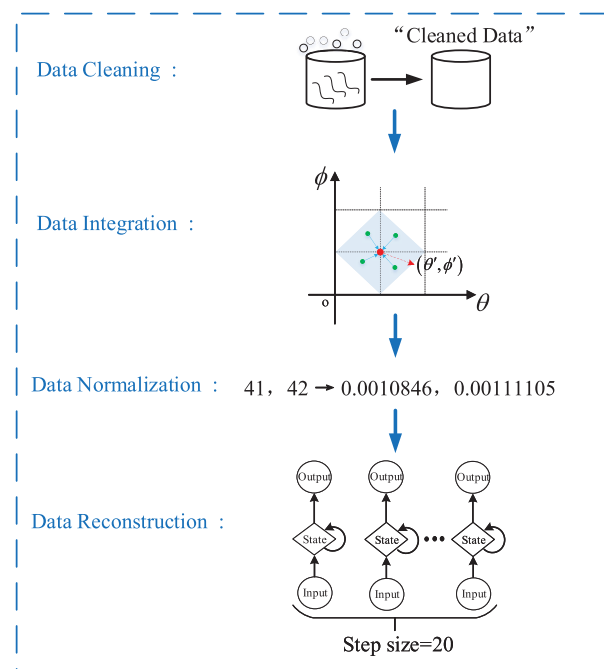 “Cleaned Data”
Data Cleaning :
ϕ
Data Integration :
(θ′,ϕ′)
o
θ
Data Normalization : 41, 42 → 0.0010846, 0.00111105
Output Output Output
Data Reconstruction :
State State ••• State
Input Input Input
Step size=20